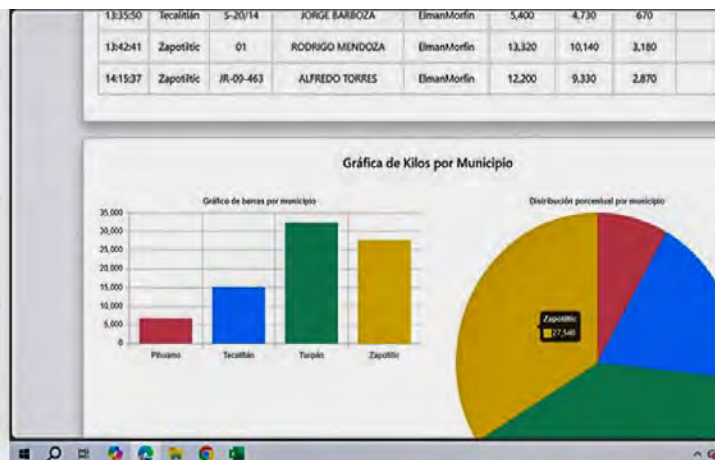 13:35:50 Tecalitlán S-20/14 JORGE BARBOZA ElmanMorfin 5,400 4,730 670
13:42:41 Zapotiltic 01 RODRIGO MENDOZA ElmanMorfin 13,320 10,140 3,180
14:15:37 Zapotiltic JR-09-463 ALFREDO TORRES ElmanMorfin 12,200 9,330 2,870
Gráfica de Kilos por Municipio
Gráfico de barras por municipio
35,000
30,000
25,000
20,000
15,000
10,000
5,000
0
Pihuamo Tecalitlán Tuxpán Zapotiltic
Distribución porcentual por municipio
Zapotiltic
27,540